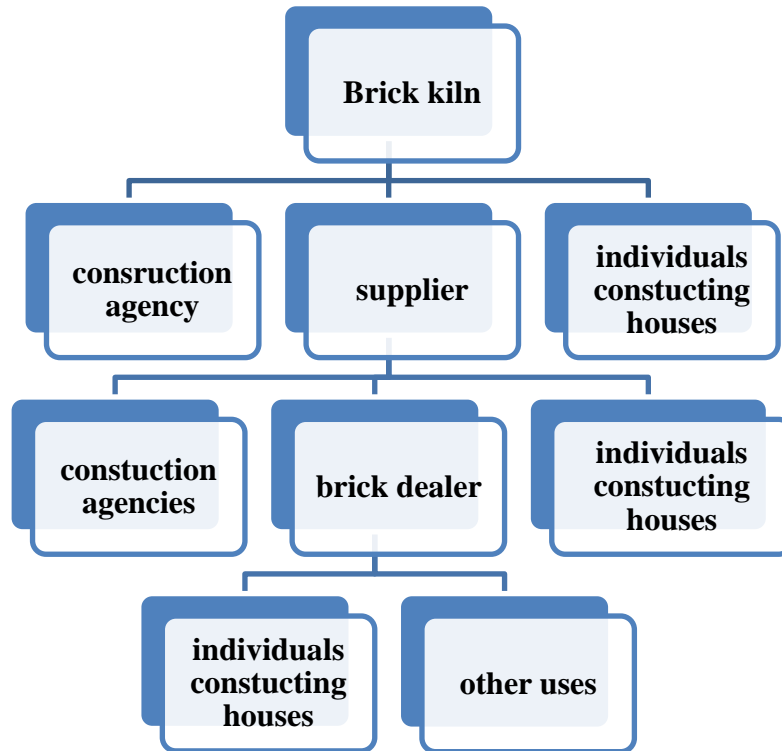 Brick kiln
consruction
agency
supplier
individuals
constucting
houses
constuction
agencies
brick dealer
individuals
constucting
houses
individuals
constucting
houses
other uses